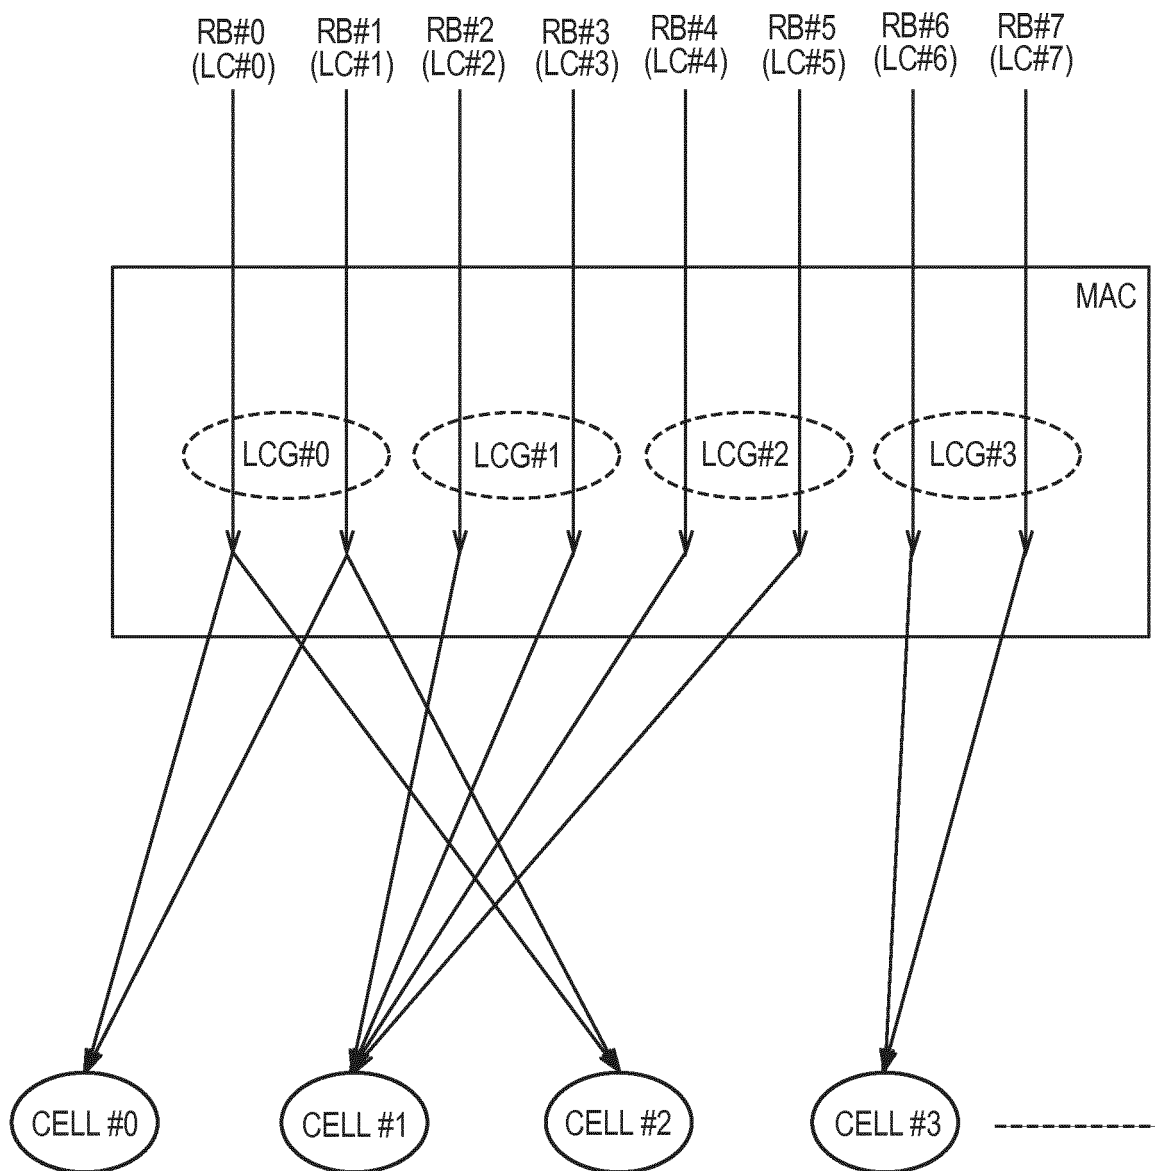 RB#0 RB#1 RB#2 RB#3 RB#4 RB#5 RB#6 RB#7
(LC#0) (LC#1) (LC#2) (LC#3) (LC#4) (LC#5) (LC#6) (LC#7)
MAC
LCG#0 LCG#1 LCG#2 LCG#3
CELL #0 CELL #1 CELL #2 CELL #3